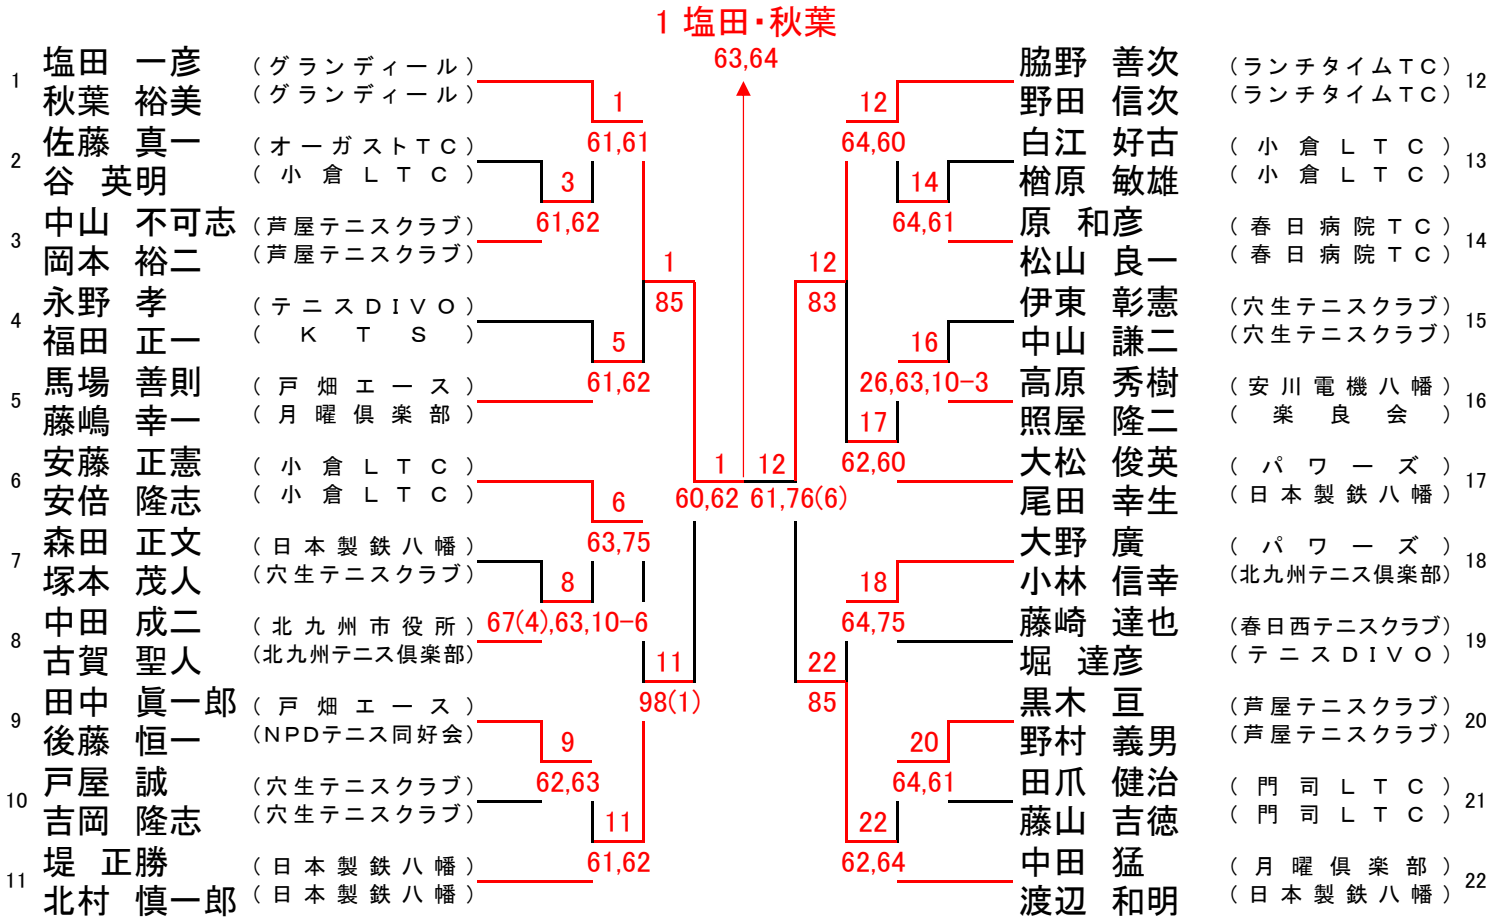 1 塩田・秋葉
63,64
1
塩田 一彦 (グランディール)
秋葉 裕美 (グランディール)
2
佐藤 真一 (オーガストTC)
谷 英明 (小倉LTC)
3
中山 不可志 (芦屋テニスクラブ)
岡本 裕二 (芦屋テニスクラブ)
4
永野 孝 (テニスDIVO)
福田 正一 (KTS)
5
馬場 善則 (戸畑エース)
藤嶋 幸一 (月曜倶楽部)
6
安藤 正憲 (小倉LTC)
安倍 隆志 (小倉LTC)
7
森田 正文 (日本製鉄八幡)
塚本 茂人 (穴生テニスクラブ)
8
中田 成二 (北九州市役所)
古賀 聖人 (北九州テニス倶楽部)
9
田中 眞一郎 (戸畑エース)
後藤 恒一 (NPDテニス同好会)
10
戸屋 誠 (穴生テニスクラブ)
吉岡 隆志 (穴生テニスクラブ)
11
堤 正勝 (日本製鉄八幡)
北村 慎一郎 (日本製鉄八幡)
1
61,61
3
61,62
1
85
5
61,62
6
63,75
8
67(4),63,10-6
11
98(1)
9
62,63
11
61,62
1
60,62
12
61,76(6)
12
64,60
14
64,61
12
83
16
26,63,10-3
17
62,60
18
64,75
22
85
20
64,61
22
62,64
脇野 善次 (ランチタイムTC)
野田 信次 (ランチタイムTC)
12
白江 好古 (小倉LTC)
楢原 敏雄 (小倉LTC)
13
原 和彦 (春日病院TC)
松山 良一 (春日病院TC)
14
伊東 彰憲 (穴生テニスクラブ)
中山 謙二 (穴生テニスクラブ)
15
高原 秀樹 (安川電機八幡)
照屋 隆二 (楽良会)
16
大松 俊英 (パワーズ)
尾田 幸生 (日本製鉄八幡)
17
大野 廣 (パワーズ)
小林 信幸 (北九州テニス倶楽部)
18
藤崎 達也 (春日西テニスクラブ)
堀 達彦 (テニスDIVO)
19
黒木 亘 (芦屋テニスクラブ)
野村 義男 (芦屋テニスクラブ)
20
田爪 健治 (門司LTC)
藤山 吉徳 (門司LTC)
21
中田 猛 (月曜倶楽部)
渡辺 和明 (日本製鉄八幡)
22